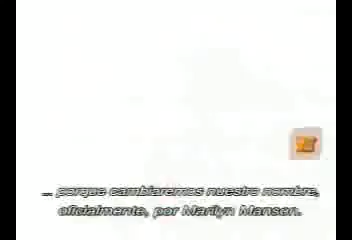 ... porque cambiaremos nuestro nombre,
oficialmente, por Marilyn Manson.